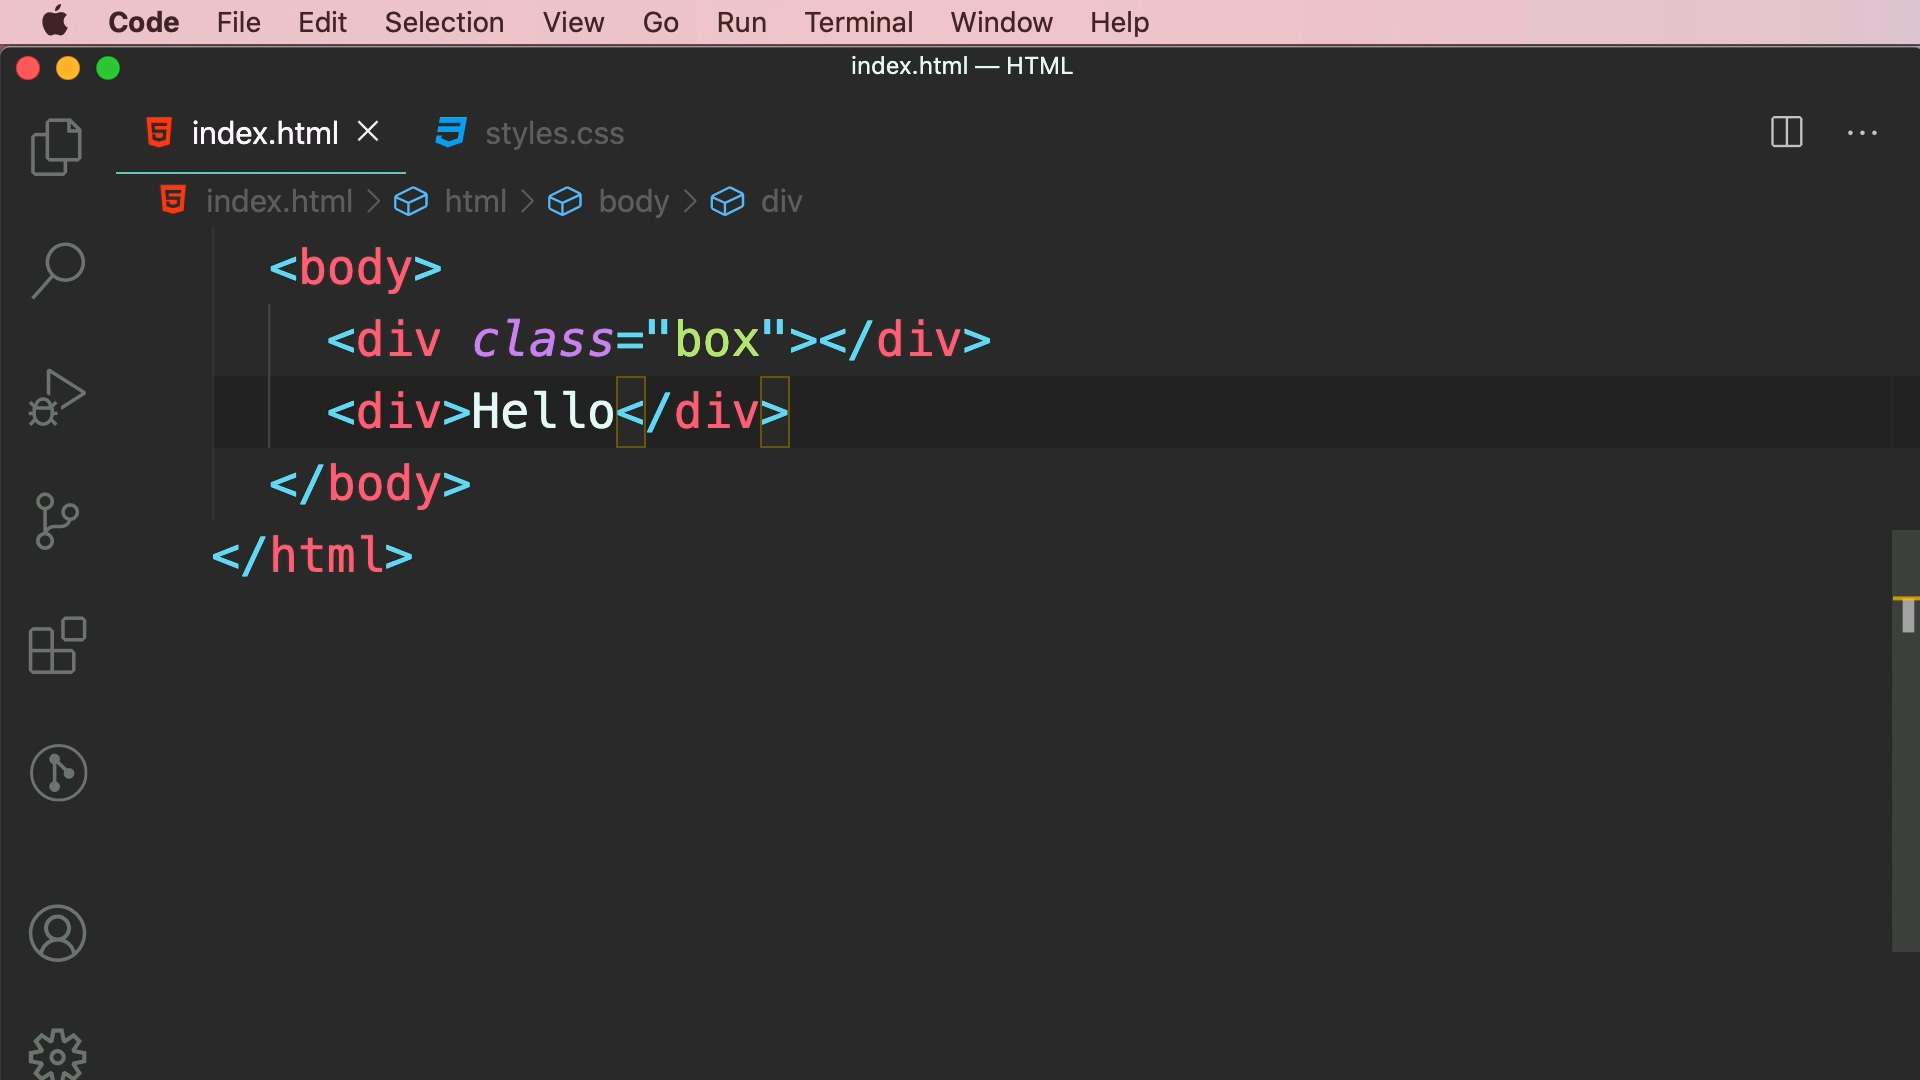 Code File Edit Selection View Go Run Terminal Window Help
index.html — HTML
index.html styles.css
index.html > html > body > div
<body>
<div class="box"></div>
<div>Hello</div>
</body>
</html>